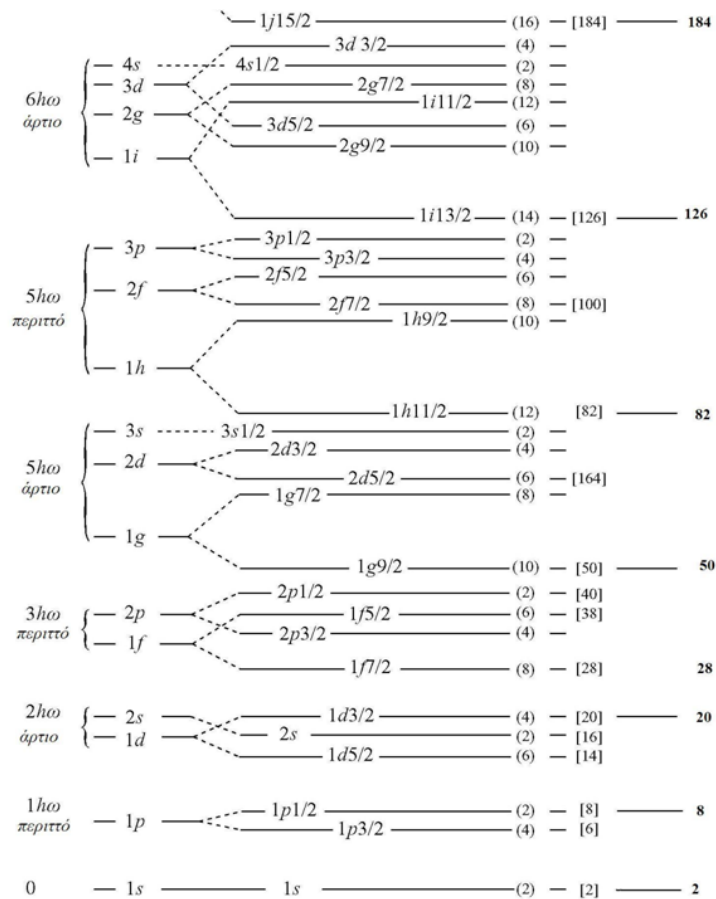 1j15/2 (16) [184] 184
3d 3/2 (4)
4s 4s1/2 (2)
3d 2g7/2 (8)
6hω 1i11/2 (12)
άρτιο 2g 3d5/2 (6)
2g9/2 (10)
1i
1i13/2 (14) [126] 126
3p 3p1/2 (2)
3p3/2 (4)
2f5/2 (6)
5hω 2f 2f7/2 (8) [100]
περιττό 1h9/2 (10)
1h
1h11/2 (12) [82] 82
3s 3s1/2 (2)
2d3/2 (4)
5hω 2d 2d5/2 (6) [164]
άρτιο 1g7/2 (8)
1g
1g9/2 (10) [50] 50
2p1/2 (2) [40]
3hω 2p 1f5/2 (6) [38]
περιττό 2p3/2 (4)
1f
1f7/2 (8) [28] 28
2hω 2s 1d3/2 (4) [20] 20
άρτιο 1d 2s (2) [16]
1d5/2 (6) [14]
1hω 1p1/2 (2) [8] 8
περιττό 1p 1p3/2 (4) [6]
0 1s 1s (2) [2] 2